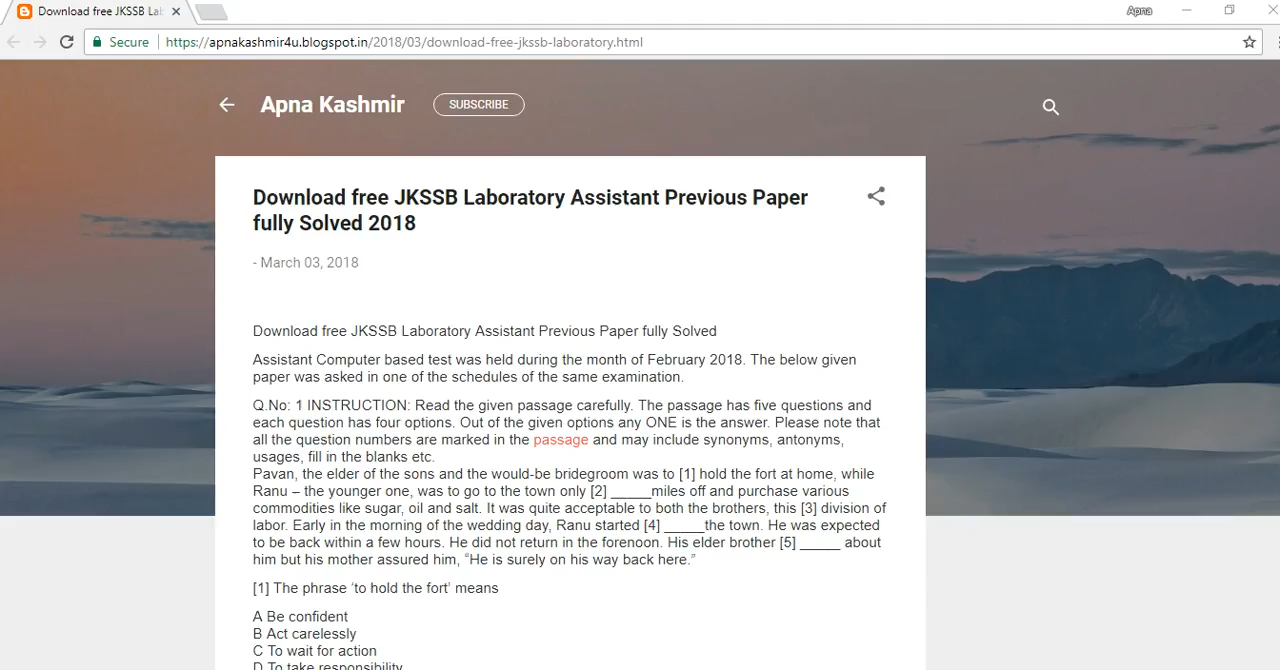 Download free JKSSB Lab
Apna
Secure https://apnakashmir4u.blogspot.in/2018/03/download-free-jkssb-laboratory.html
Apna Kashmir SUBSCRIBE
Download free JKSSB Laboratory Assistant Previous Paper
fully Solved 2018
- March 03, 2018
Download free JKSSB Laboratory Assistant Previous Paper fully Solved
Assistant Computer based test was held during the month of February 2018. The below given
paper was asked in one of the schedules of the same examination.
Q.No: 1 INSTRUCTION: Read the given passage carefully. The passage has five questions and
each question has four options. Out of the given options any ONE is the answer. Please note that
all the question numbers are marked in the passage and may include synonyms, antonyms,
usages, fill in the blanks etc.
Pavan, the elder of the sons and the would-be bridegroom was to [1] hold the fort at home, while
Ranu – the younger one, was to go to the town only [2] _____miles off and purchase various
commodities like sugar, oil and salt. It was quite acceptable to both the brothers, this [3] division of
labor. Early in the morning of the wedding day, Ranu started [4] _____the town. He was expected
to be back within a few hours. He did not return in the forenoon. His elder brother [5] _____ about
him but his mother assured him, “He is surely on his way back here.”
[1] The phrase ‘to hold the fort’ means
A Be confident
B Act carelessly
C To wait for action
D To take responsibility